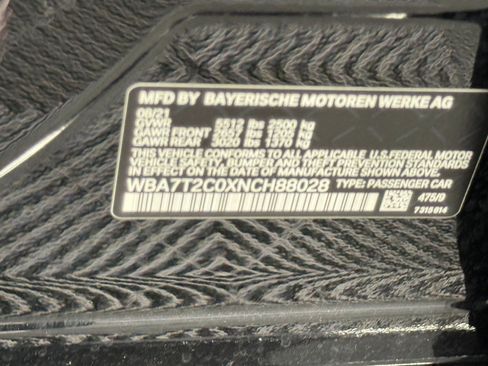 MFD BY BAYERISCHE MOTOREN WERKE AG
08/21
GVWR 5512 lbs 2500 kg
GAWR FRONT 2657 lbs 1205 kg
GAWR REAR 3020 lbs 1370 kg
THIS VEHICLE CONFORMS TO ALL APPLICABLE U.S.FEDERAL MOTOR
VEHICLE SAFETY, BUMPER AND THEFT PREVENTION STANDARDS
IN EFFECT ON THE DATE OF MANUFACTURE SHOWN ABOVE.
WBA7T2C0XNCH88028 TYPE: PASSENGER CAR
475/0
7 318 614